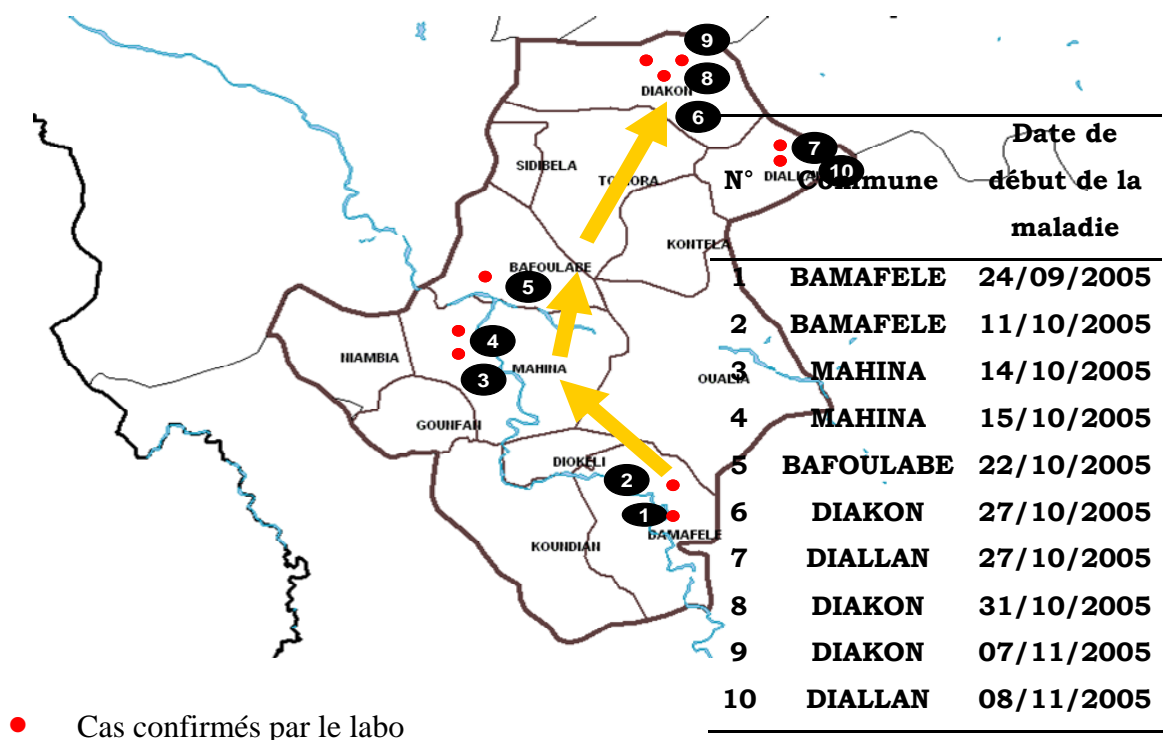 9
8
DIAKON
6
7
DIALLAN
10
SIDIBELA
TOMORA
KONTELA
BAFOULABE
5
4
NIAMBIA
MAHINA
3
OUALIA
GOUNFAN
DIOKELI
2
1
BAMAFELE
KOUNDIAN
N° Commune Date de début de la maladie
1 BAMAFELE 24/09/2005
2 BAMAFELE 11/10/2005
3 MAHINA 14/10/2005
4 MAHINA 15/10/2005
5 BAFOULABE 22/10/2005
6 DIAKON 27/10/2005
7 DIALLAN 27/10/2005
8 DIAKON 31/10/2005
9 DIAKON 07/11/2005
10 DIALLAN 08/11/2005
Cas confirmés par le labo